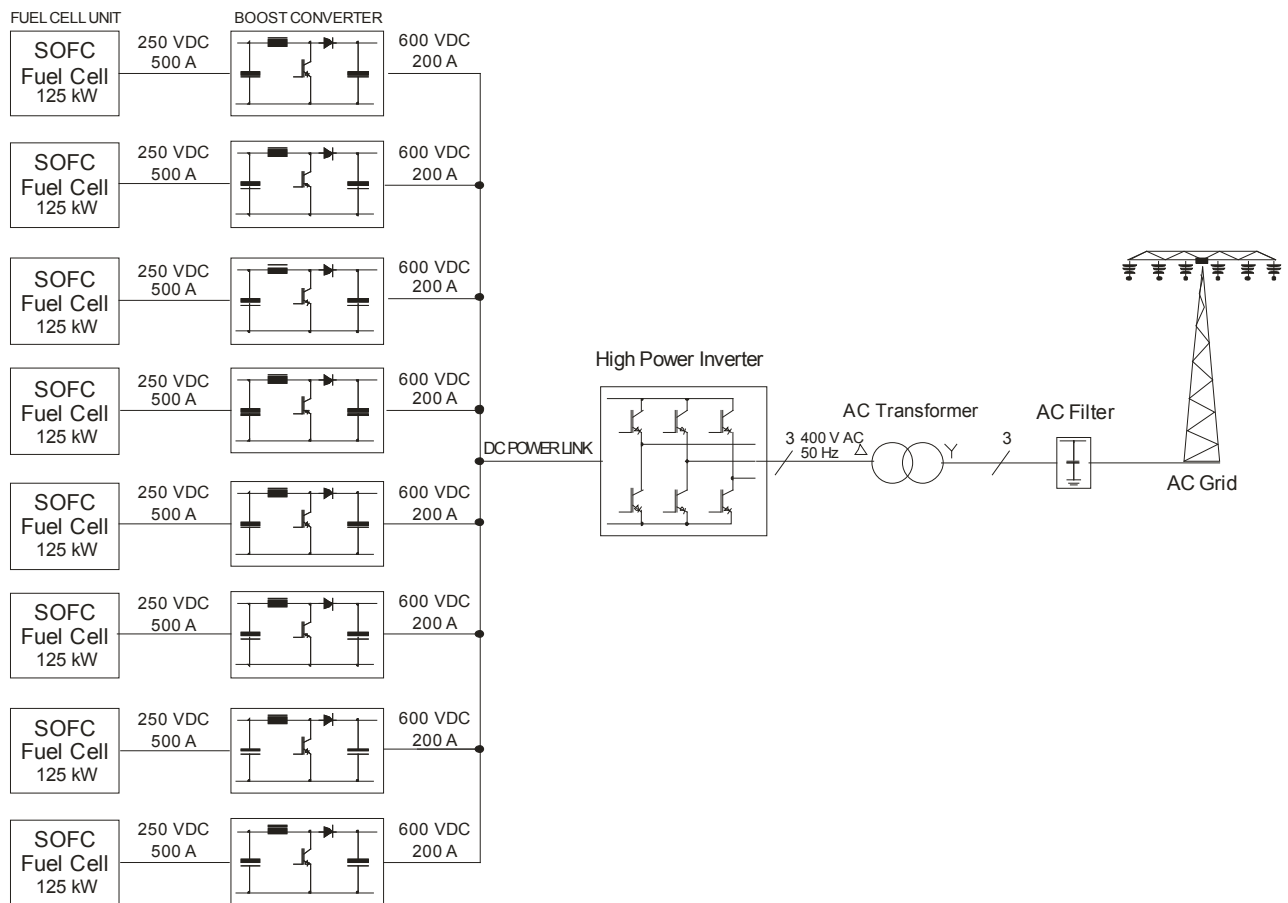 FUEL CELL UNIT
BOOST CONVERTER
SOFC
Fuel Cell
125 kW
250 VDC
500 A
600 VDC
200 A
SOFC
Fuel Cell
125 kW
250 VDC
500 A
600 VDC
200 A
SOFC
Fuel Cell
125 kW
250 VDC
500 A
600 VDC
200 A
SOFC
Fuel Cell
125 kW
250 VDC
500 A
600 VDC
200 A
SOFC
Fuel Cell
125 kW
250 VDC
500 A
600 VDC
200 A
SOFC
Fuel Cell
125 kW
250 VDC
500 A
600 VDC
200 A
SOFC
Fuel Cell
125 kW
250 VDC
500 A
600 VDC
200 A
SOFC
Fuel Cell
125 kW
250 VDC
500 A
600 VDC
200 A
DC POWER LINK
High Power Inverter
3 400 V AC
50 Hz
AC Transformer
3
AC Filter
AC Grid